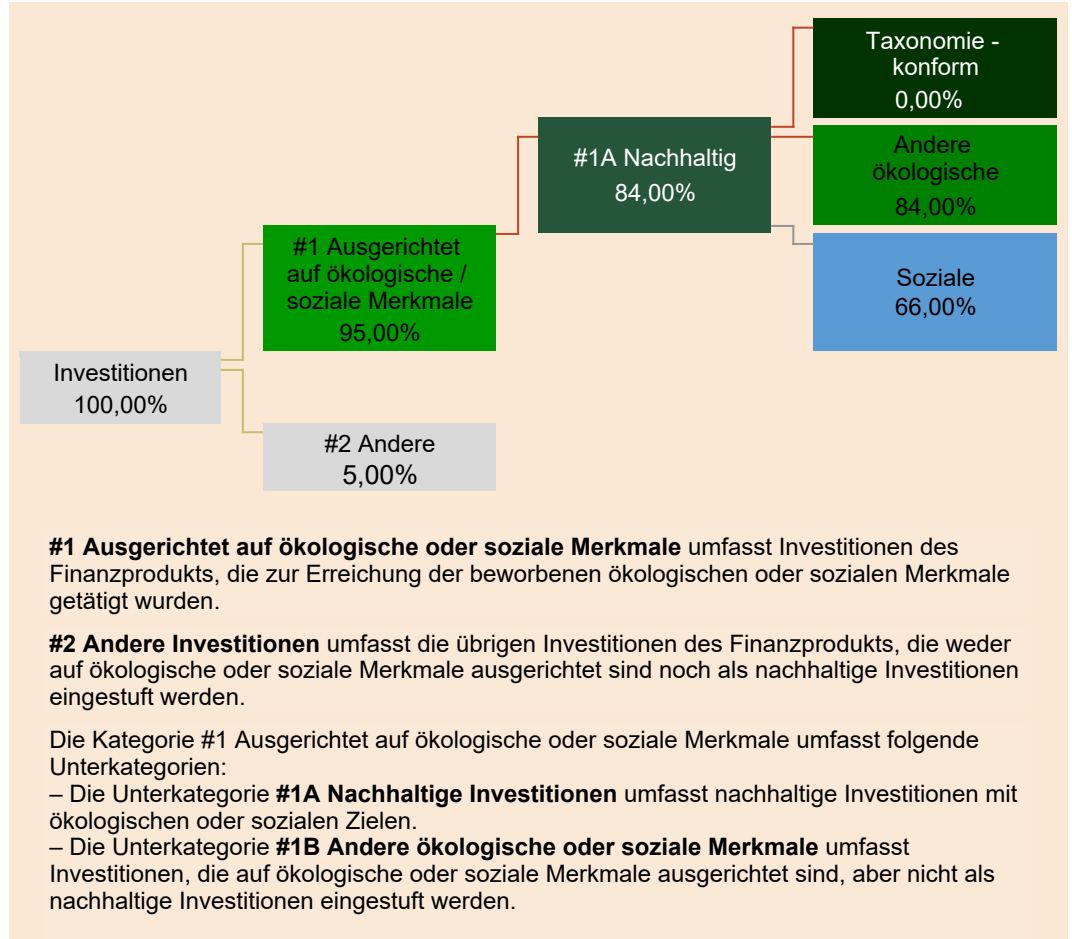 Taxonomie -
konform
0,00%
Andere
ökologische
84,00%
#1A Nachhaltig
84,00%
Soziale
66,00%
#1 Ausgerichtet
auf ökologische /
soziale Merkmale
95,00%
Investitionen
100,00%
#2 Andere
5,00%
#1 Ausgerichtet auf ökologische oder soziale Merkmale umfasst Investitionen des
Finanzprodukts, die zur Erreichung der beworbenen ökologischen oder sozialen Merkmale
getätigt wurden.
#2 Andere Investitionen umfasst die übrigen Investitionen des Finanzprodukts, die weder
auf ökologische oder soziale Merkmale ausgerichtet sind noch als nachhaltige Investitionen
eingestuft werden.
Die Kategorie #1 Ausgerichtet auf ökologische oder soziale Merkmale umfasst folgende
Unterkategorien:
– Die Unterkategorie #1A Nachhaltige Investitionen umfasst nachhaltige Investitionen mit
ökologischen oder sozialen Zielen.
– Die Unterkategorie #1B Andere ökologische oder soziale Merkmale umfasst
Investitionen, die auf ökologische oder soziale Merkmale ausgerichtet sind, aber nicht als
nachhaltige Investitionen eingestuft werden.